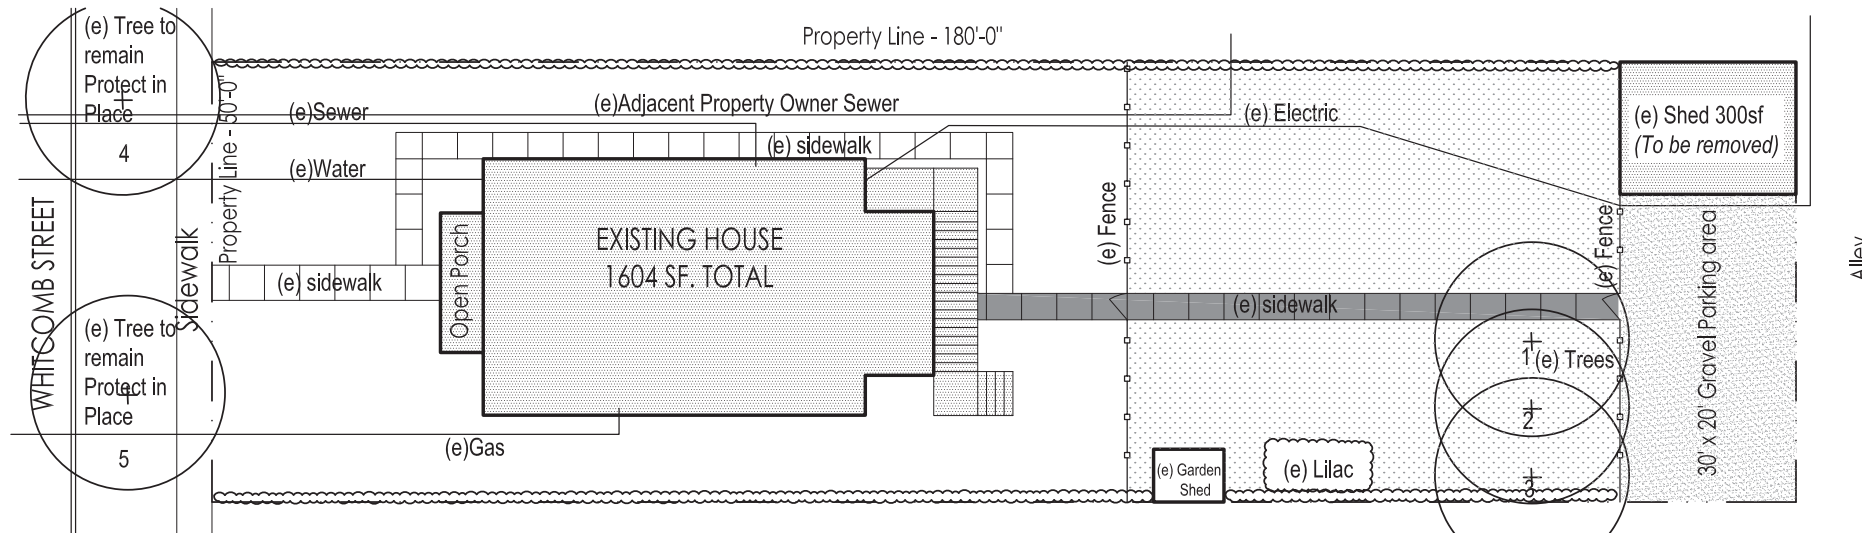 (e) Tree to
remain
Protect in
Place
4
Property Line - 180'-0"
Property Line - 50'-0"
(e)Sewer
(e)Adjacent Property Owner Sewer
(e) Electric
(e) Shed 300sf
(To be removed)
(e)Water
(e) sidewalk
WHITCOMB STREET
Sidewalk
(e) sidewalk
Open Porch
EXISTING HOUSE
1604 SF. TOTAL
(e) Fence
(e) sidewalk
(e) Fence
30' x 20' Gravel Parking area
Alley
(e) Tree to
remain
Protect in
Place
5
(e)Gas
1
(e) Trees
2
3
(e) Garden
Shed
(e) Lilac